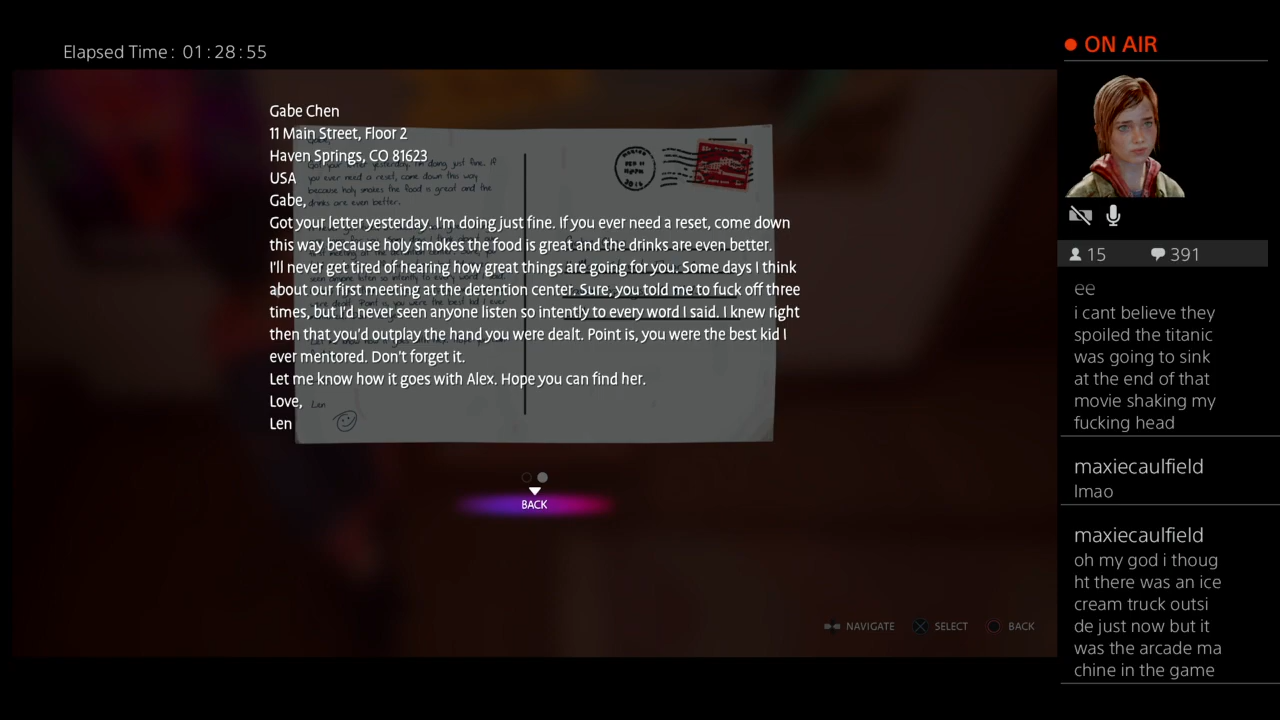 Elapsed Time: 01:28:55
ON AIR
Gabe Chen
11 Main Street, Floor 2
Haven Springs, CO 81623
USA
Gabe,
Got your letter yesterday. I'm doing just fine. If you ever need a reset, come down
this way because holy smokes the food is great and the drinks are even better.
I'll never get tired of hearing how great things are going for you. Some days I think
about our first meeting at the detention center. Sure, you told me to fuck off three
times, but I'd never seen anyone listen so intently to every word I said. I knew right
then that you'd outplay the hand you were dealt. Point is, you were the best kid I
ever mentored. Don't forget it.
Let me know how it goes with Alex. Hope you can find her.
Love,
Len
Len
BACK
NAVIGATE SELECT BACK
15 391
ee
i cant believe they
spoiled the titanic
was going to sink
at the end of that
movie shaking my
fucking head
maxiecaulfield
lmao
maxiecaulfield
oh my god i thoug
ht there was an ice
cream truck outsi
de just now but it
was the arcade ma
chine in the game